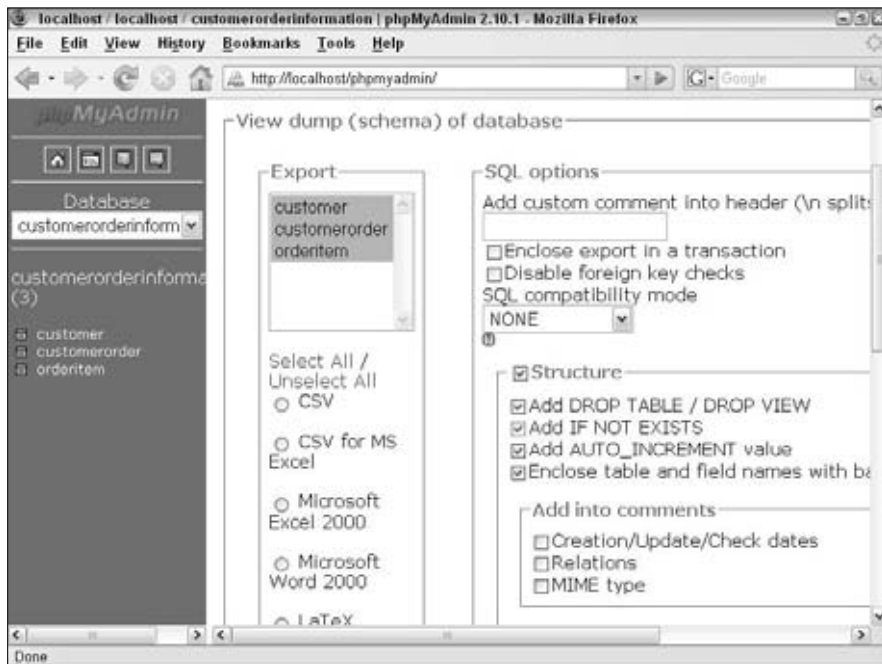 localhost / localhost / customerorderinformation | phpMyAdmin 2.10.1 - Mozilla Firefox
File Edit View History Bookmarks Tools Help
http://localhost/phpmyadmin/
G Google
phpMyAdmin
Database
customerorderinform
customerorderinforma
(3)
customer
customerorder
orderitem
View dump (schema) of database
Export
customer
customerorder
orderitem
Select All /
Unselect All
CSV
CSV for MS
Excel
Microsoft
Excel 2000
Microsoft
Word 2000
LaTeX
SQL options
Add custom comment into header (\n splits
Enclose export in a transaction
Disable foreign key checks
SQL compatibility mode
NONE
Structure
Add DROP TABLE / DROP VIEW
Add IF NOT EXISTS
Add AUTO_INCREMENT value
Enclose table and field names with ba
Add into comments
Creation/Update/Check dates
Relations
MIME type
Done